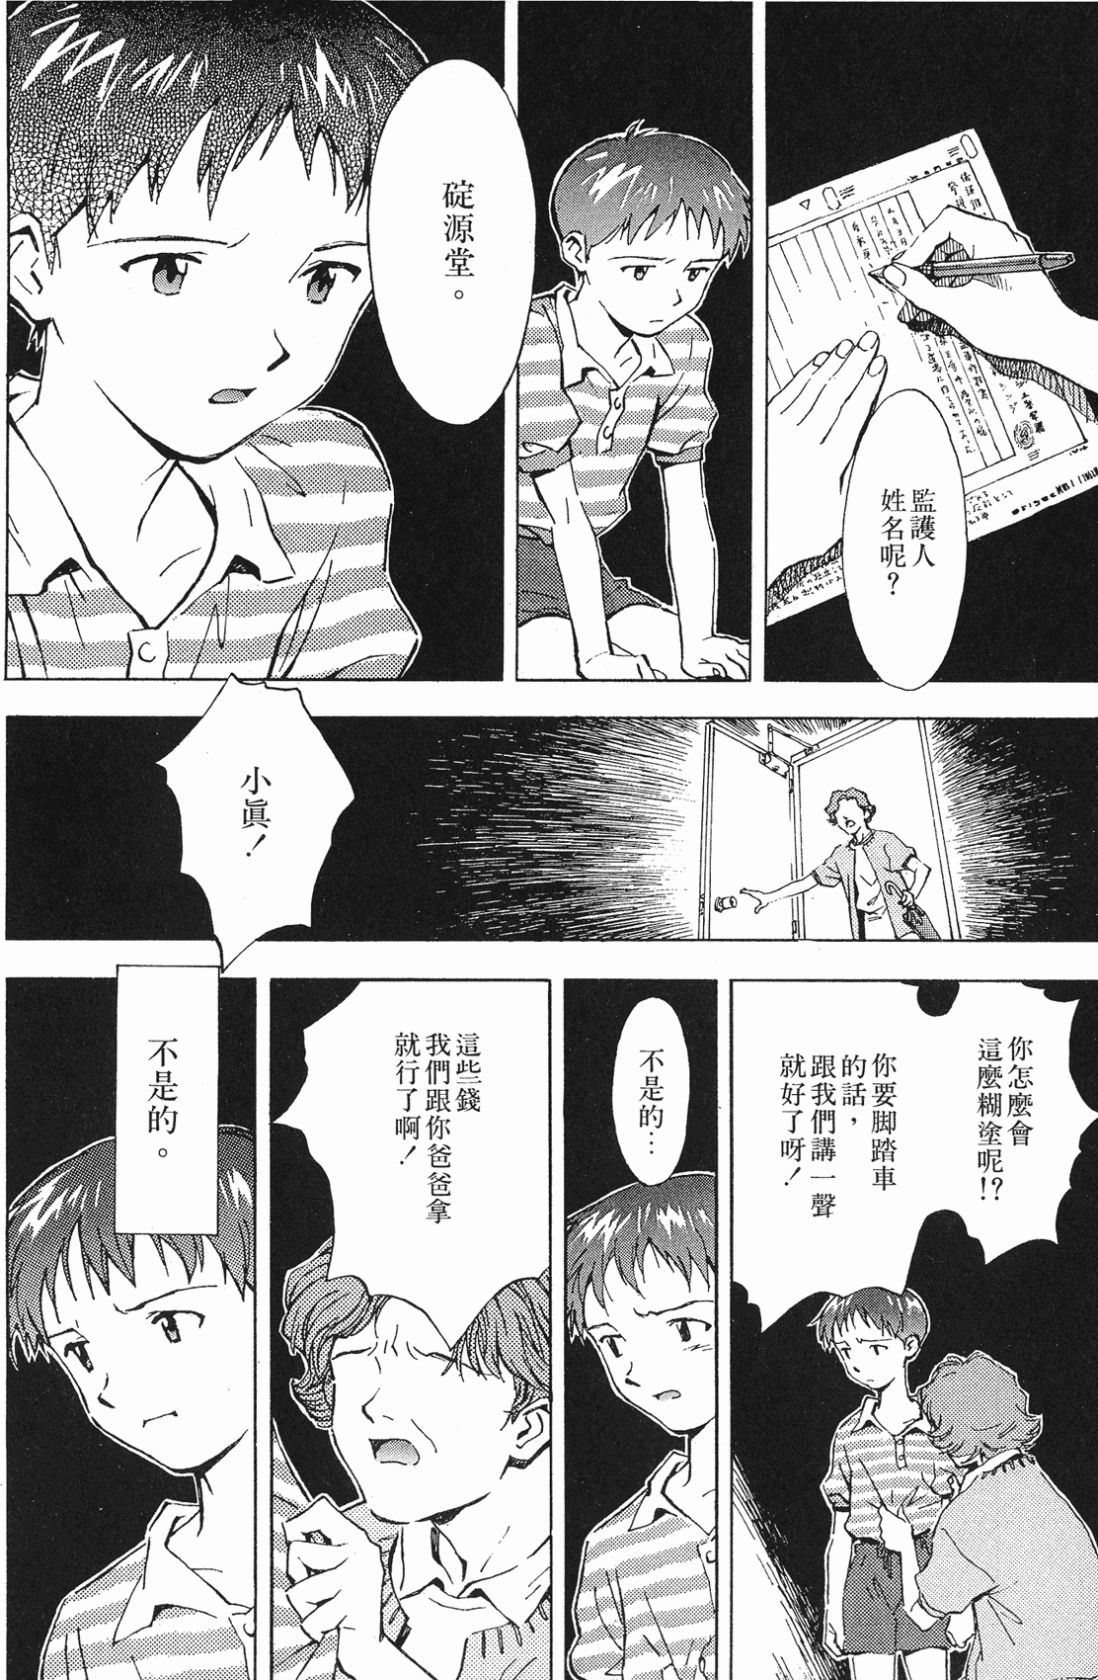 監護人
姓名呢？
碇源堂。
小真！
你怎麼會
這麼糊塗呢!?
你要脚踏車
的話，
跟我們講一聲
就好了呀！
不是的…
這些錢
我們跟你爸爸拿
就行了啊！
不是的。